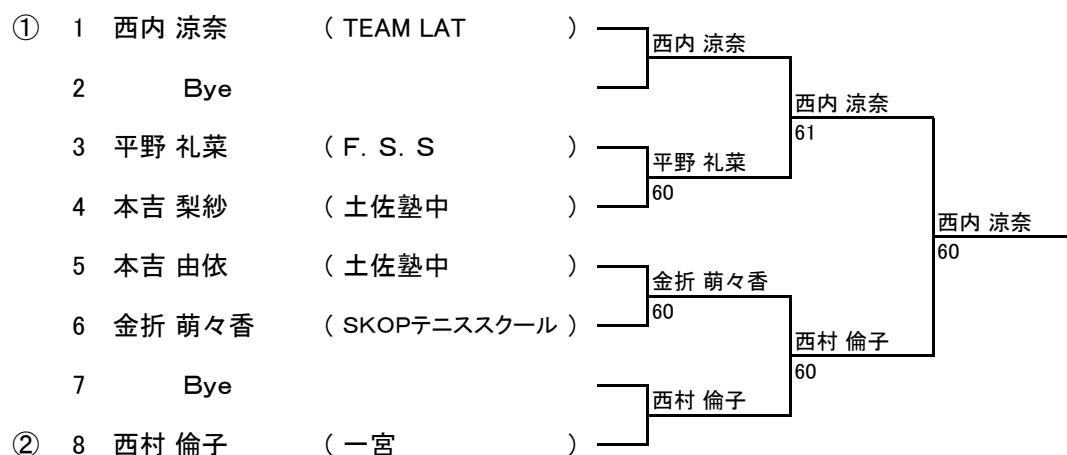 ① 1 西内 涼奈 ( TEAM LAT )
2 Bye
3 平野 礼菜 ( F. S. S )
4 本吉 梨紗 ( 土佐塾中 )
5 本吉 由依 ( 土佐塾中 )
6 金折 萌々香 ( SKOPテニススクール )
7 Bye
② 8 西村 倫子 ( 一宮 )
西内 涼奈
平野 礼菜
60
金折 萌々香
60
西村 倫子
西内 涼奈
61
西村 倫子
60
西内 涼奈
60